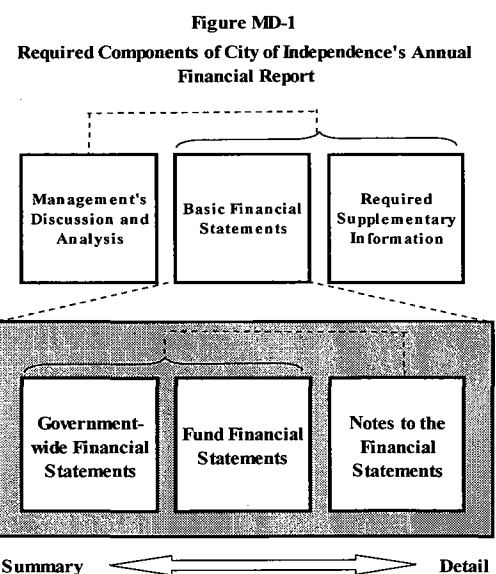 Figure MD-1
Required Components of City of Independence's Annual
Financial Report
Management's
Discussion and
Analysis
Basic Financial
Statements
Required
Supplementary
Information
Government-
wide Financial
Statements
Fund Financial
Statements
Notes to the
Financial
Statements
Summary
Detail